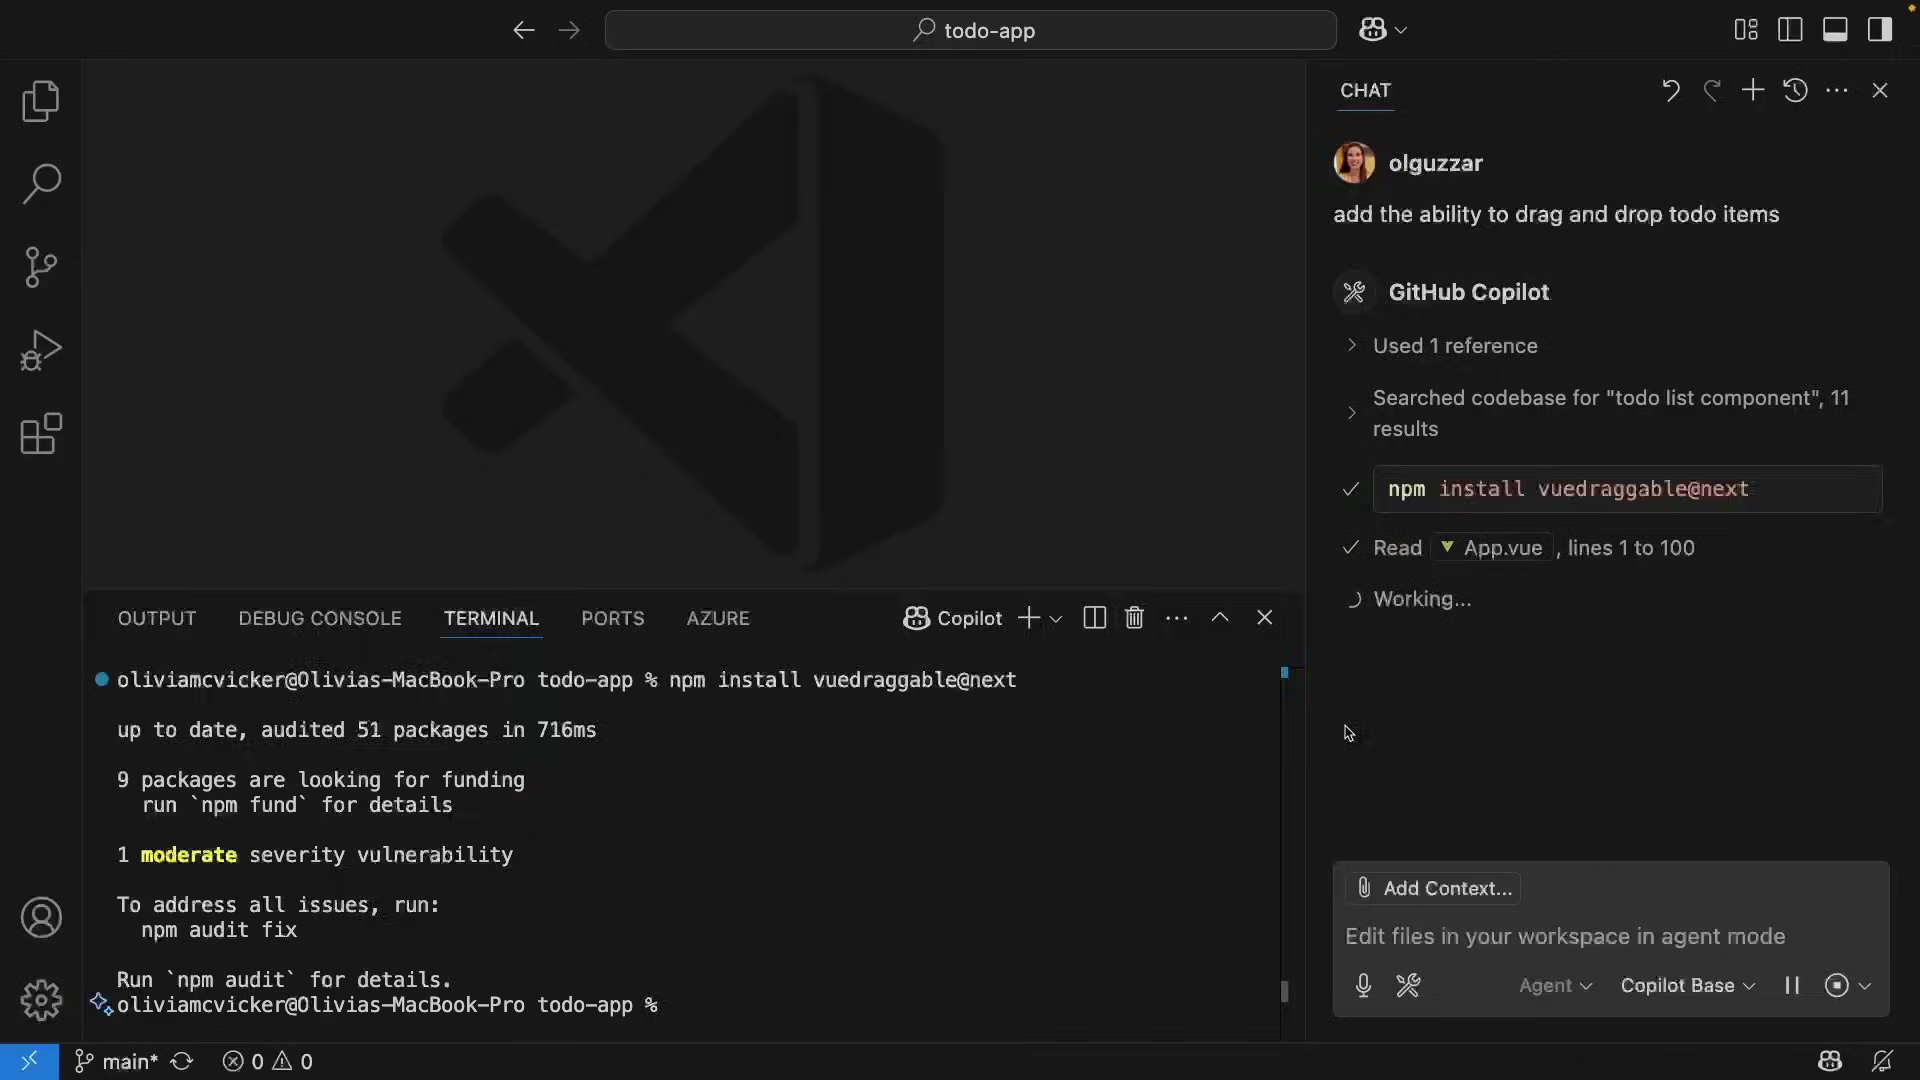 todo-app
CHAT
olguzzar
add the ability to drag and drop todo items
GitHub Copilot
Used 1 reference
Searched codebase for "todo list component", 11
results
npm install vuedraggable@next
Read App.vue, lines 1 to 100
Working...
OUTPUT DEBUG CONSOLE TERMINAL PORTS AZURE Copilot
oliviamcvicker@Olivias-MacBook-Pro todo-app % npm install vuedraggable@next
up to date, audited 51 packages in 716ms
9 packages are looking for funding
run `npm fund` for details
1 moderate severity vulnerability
To address all issues, run:
npm audit fix
Run `npm audit` for details.
oliviamcvicker@Olivias-MacBook-Pro todo-app %
Add Context...
Edit files in your workspace in agent mode
Agent Copilot Base
main* 0 0